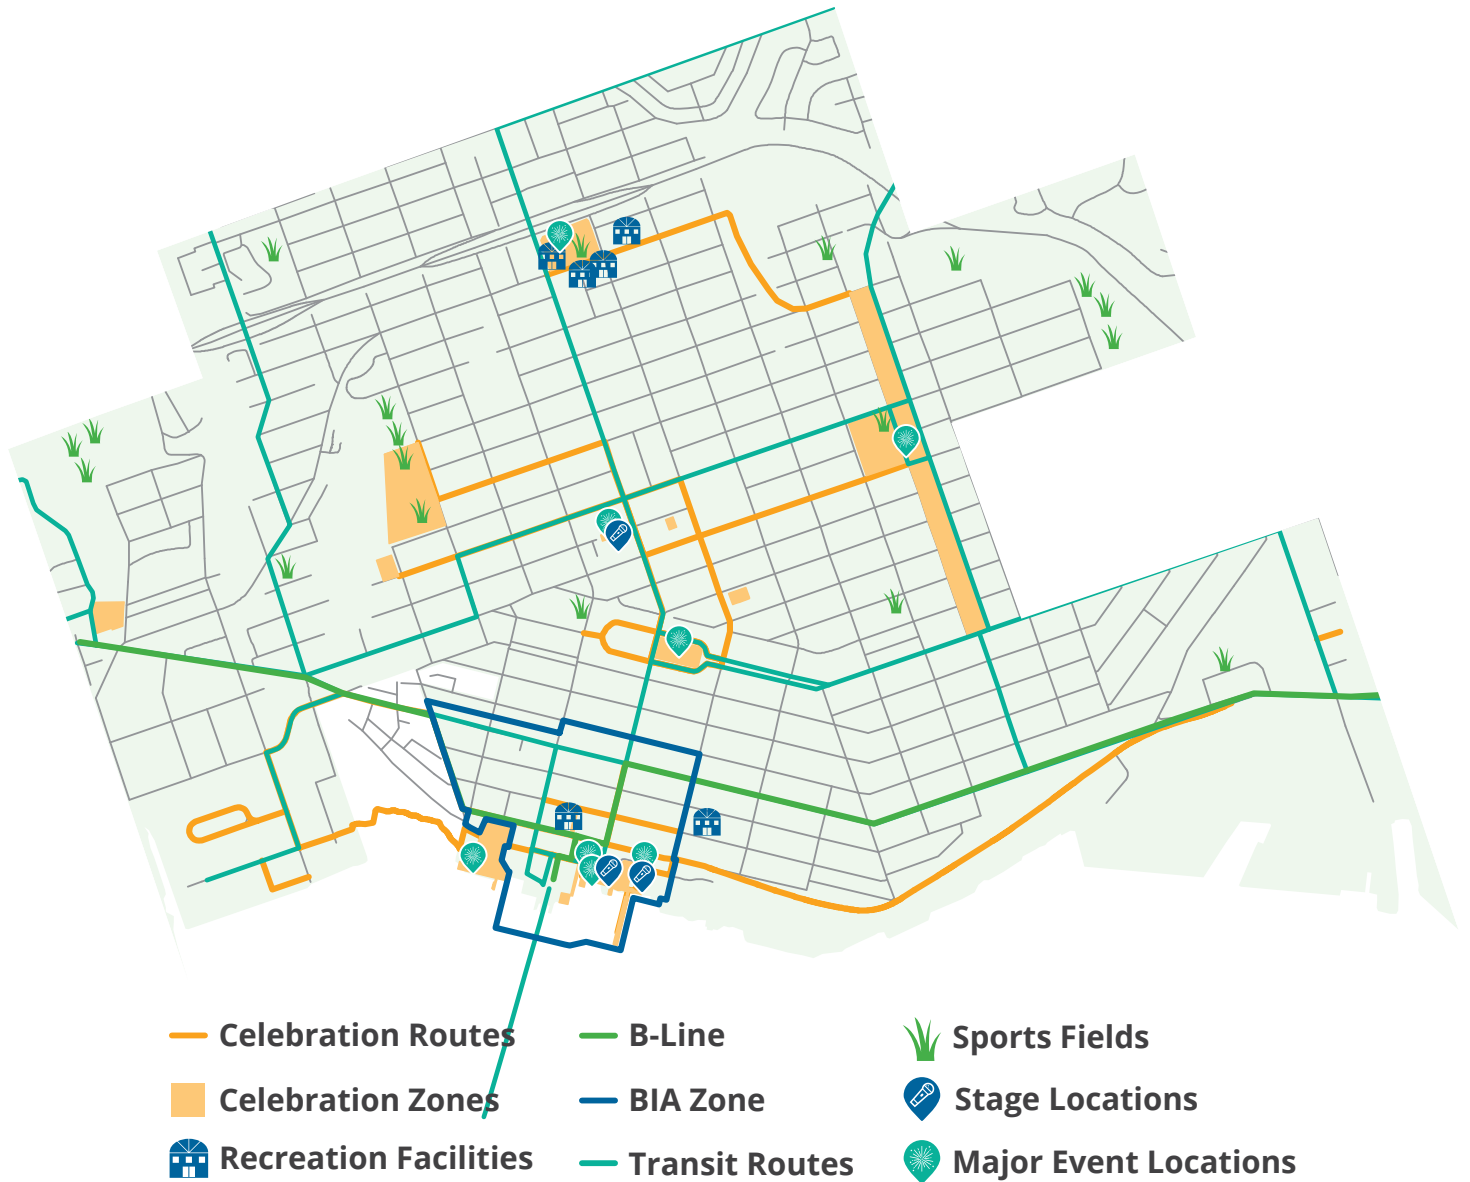 Celebration Routes
B-Line
Sports Fields
Celebration Zones
BIA Zone
Stage Locations
Recreation Facilities
Transit Routes
Major Event Locations